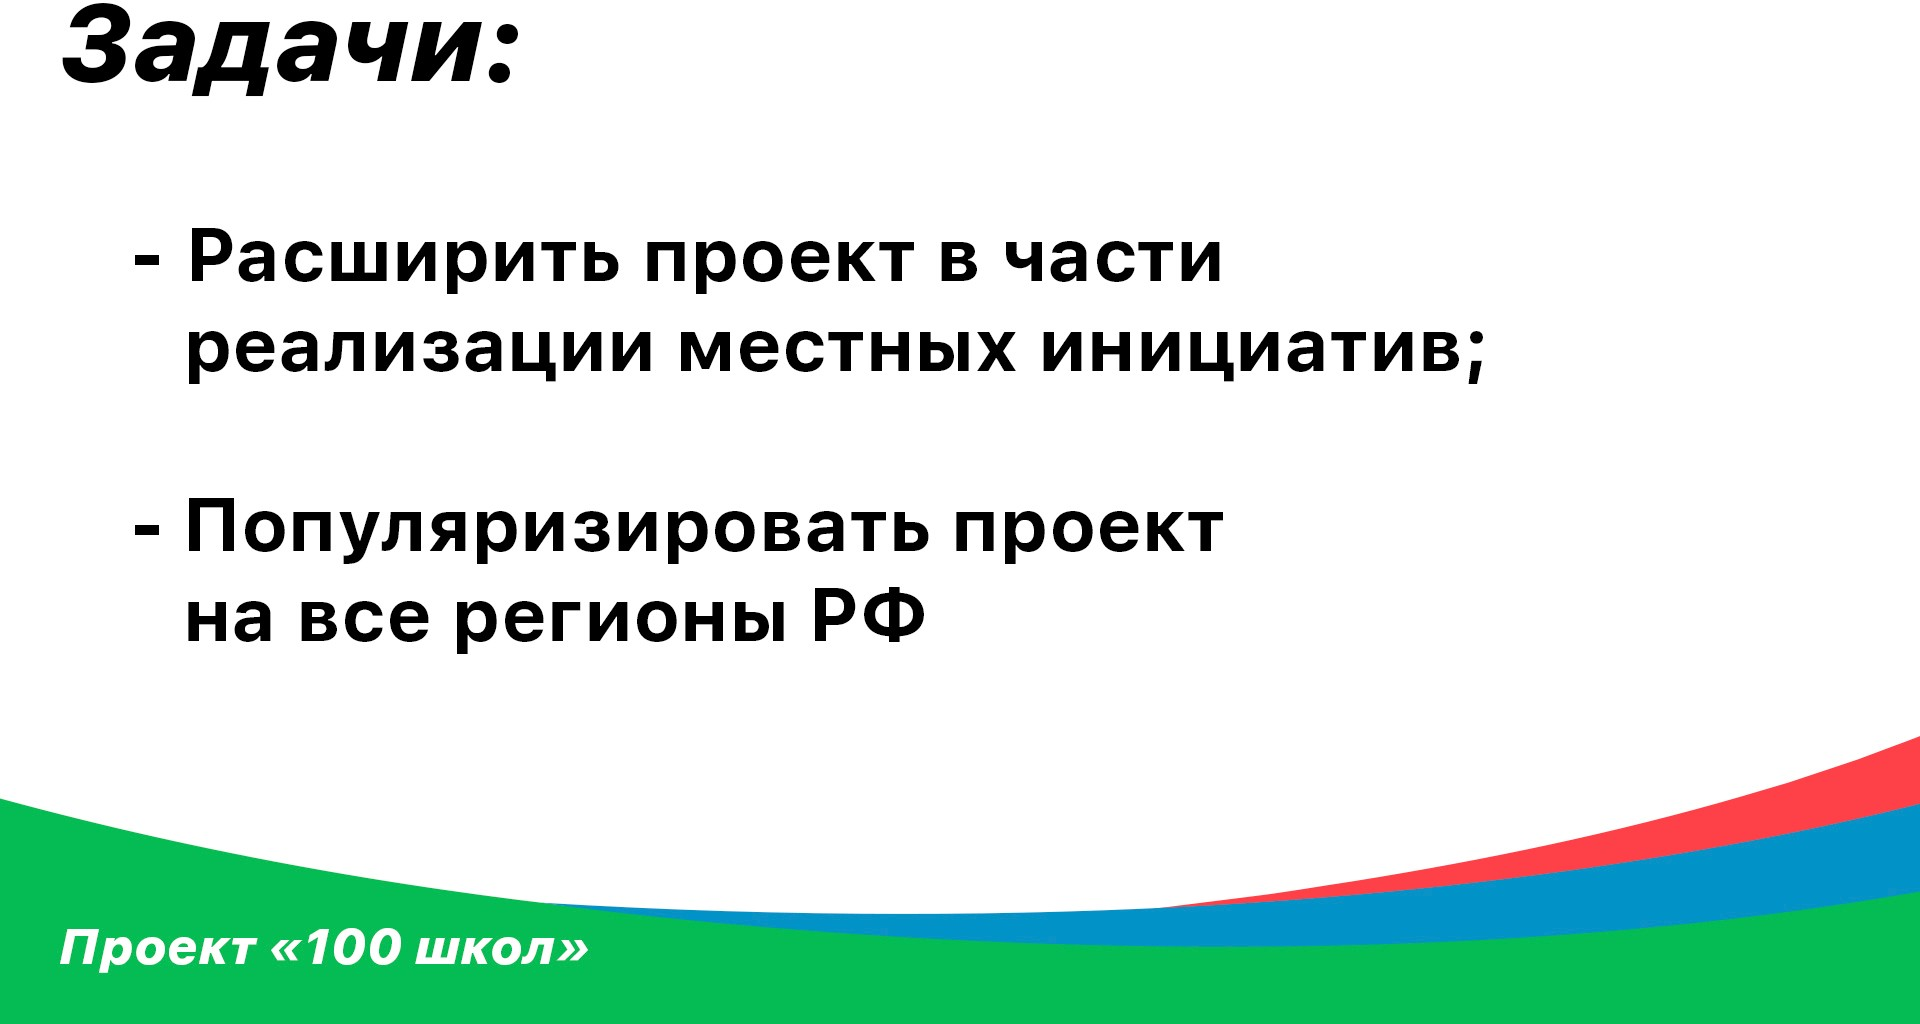 Задачи:
- Расширить проект в части
реализации местных инициатив;
- Популяризировать проект
на все регионы РФ
Проект «100 школ»